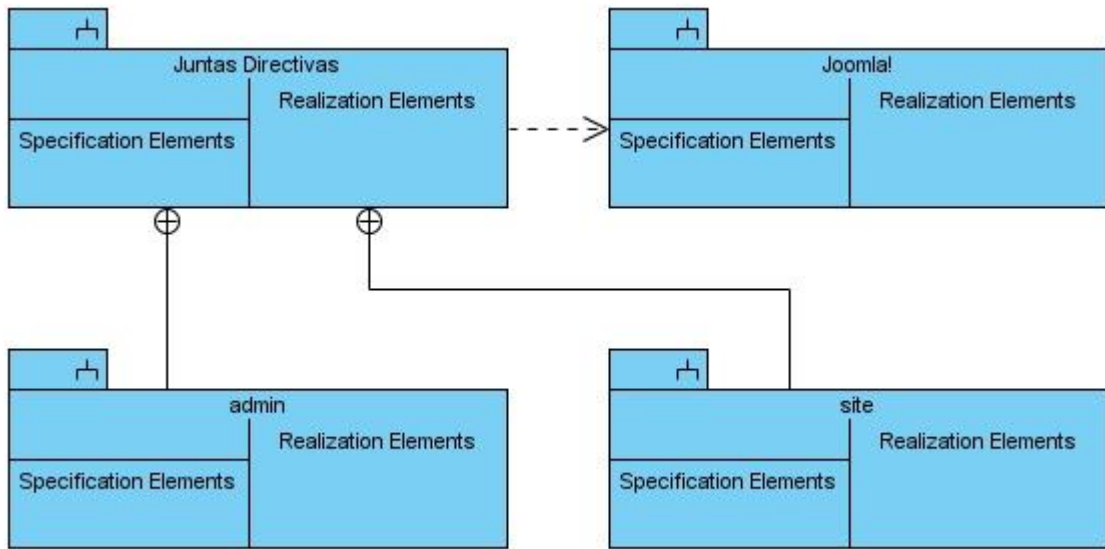 Juntas Directivas
Realization Elements
Specification Elements
Joomla!
Realization Elements
Specification Elements
admin
Realization Elements
Specification Elements
site
Realization Elements
Specification Elements